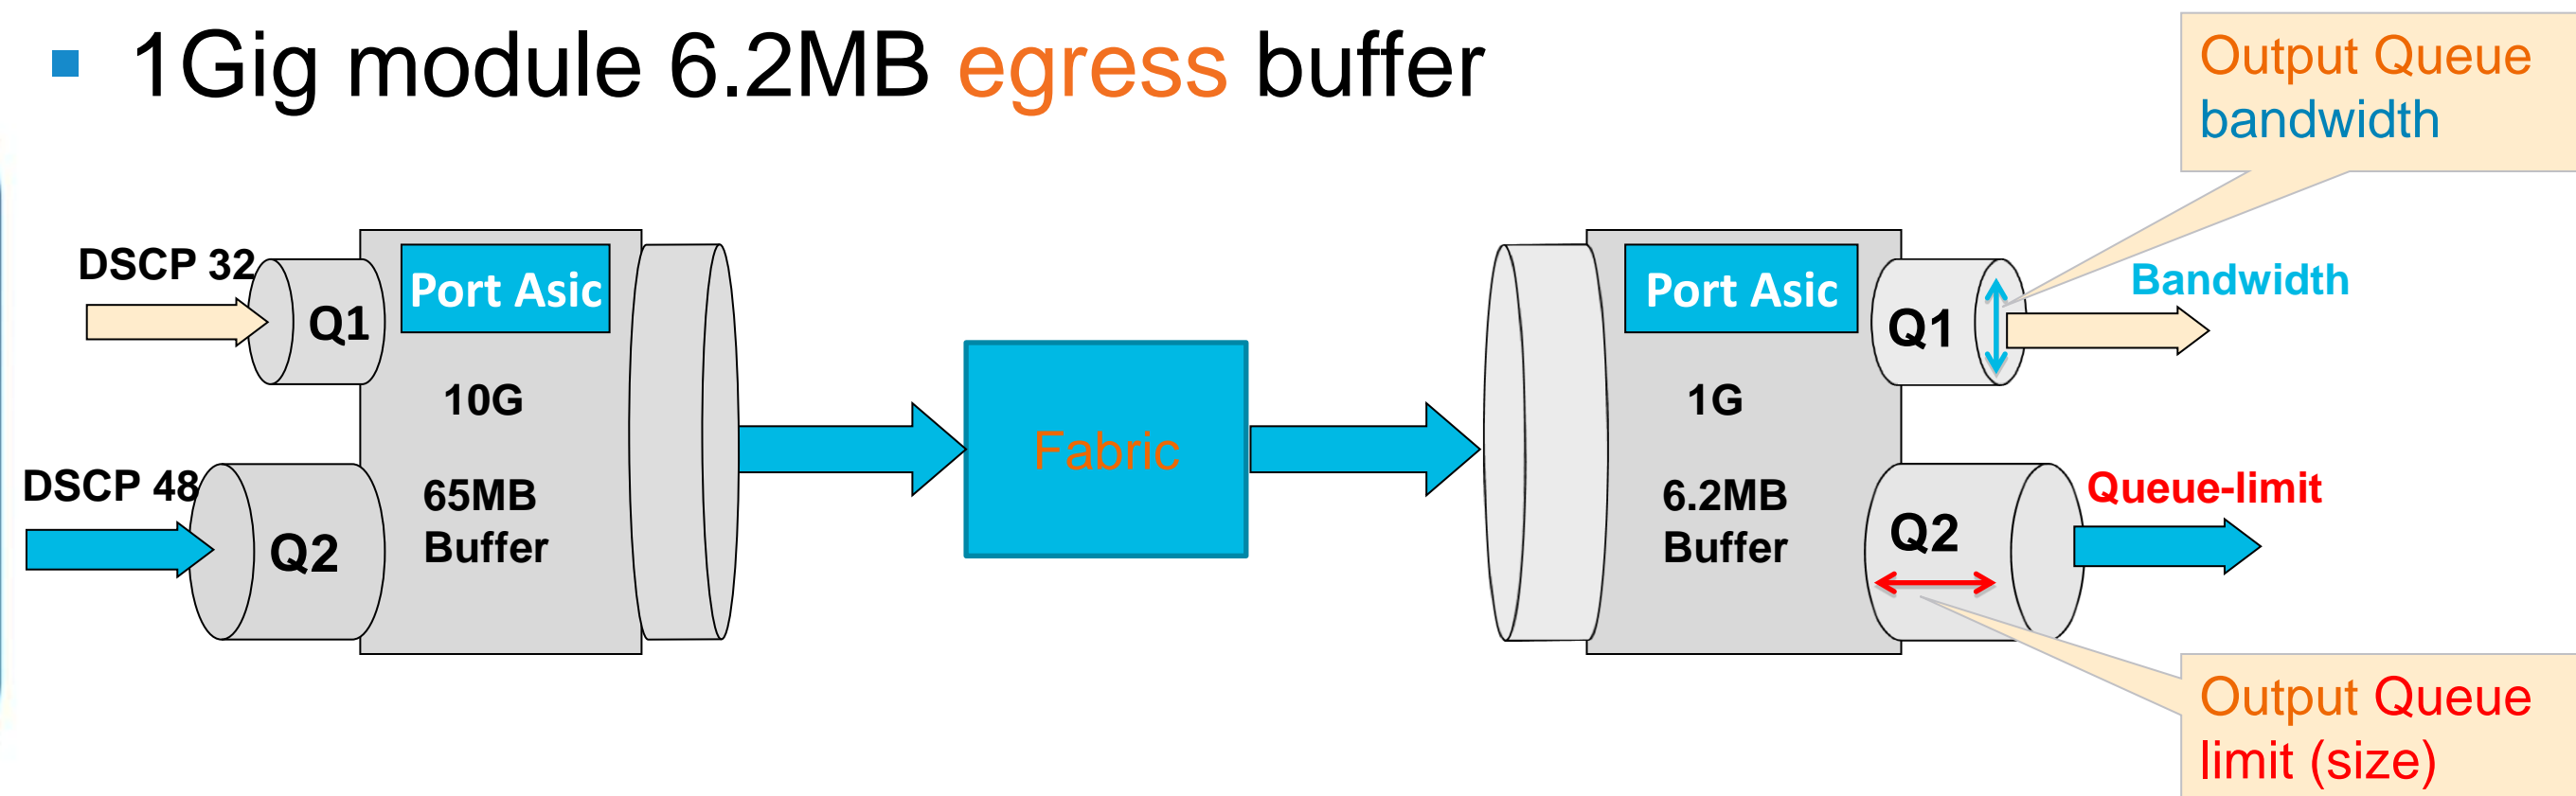 1Gig module 6.2MB egress buffer
Output Queue
bandwidth
DSCP 32
Q1
Port Asic
10G
65MB
Buffer
DSCP 48
Q2
Fabric
Port Asic
1G
6.2MB
Buffer
Q1
Bandwidth
Q2
Queue-limit
Output Queue
limit (size)